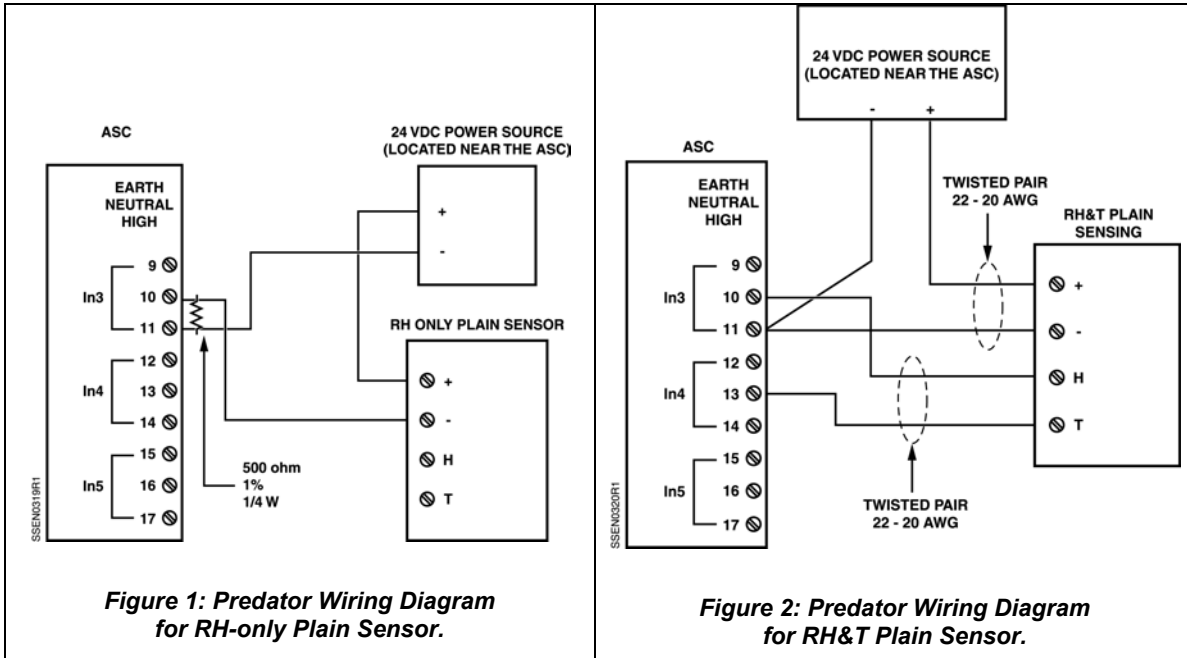 ASC
24 VDC POWER SOURCE
(LOCATED NEAR THE ASC)
+
-
EARTH
NEUTRAL
HIGH
In3
9
10
11
In4
12
13
14
In5
15
16
17
RH ONLY PLAIN SENSOR
+
-
H
T
500 ohm
1%
1/4 W
SSEN0319R1
Figure 1: Predator Wiring Diagram
for RH-only Plain Sensor.
24 VDC POWER SOURCE
(LOCATED NEAR THE ASC)
- +
ASC
EARTH
NEUTRAL
HIGH
In3
9
10
11
In4
12
13
14
In5
15
16
17
TWISTED PAIR
22 - 20 AWG
RH&T PLAIN
SENSING
+
-
H
T
TWISTED PAIR
22 - 20 AWG
SSEN0320R1
Figure 2: Predator Wiring Diagram
for RH&T Plain Sensor.